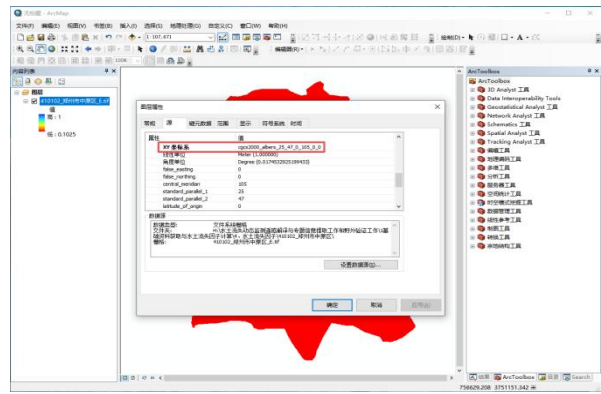 无标题 - ArcMap
文件(F) 编辑(E) 视图(V) 书签(B) 插入(I) 选择(S) 地理处理(G) 自定义(C) 窗口(W) 帮助(H)
1:107,471
编辑器(R)
100%
内容列表
图层
410102_郑州市中原区_E.tif
值
高 : 1
低 : 0.1025
图层属性
常规 源 键元数据 范围 显示 符号系统 时间
属性 值
XY 坐标系 cgcs2000_albers_25_47_0_105_0_0
线性单位 Meter (1.000000)
角度单位 Degree (0.0174532925199433)
false_easting 0
false_northing 0
central_meridian 105
standard_parallel_1 25
standard_parallel_2 47
latitude_of_origin 0
数据源
数据类型: 文件系统栅格
栅格: 410102_郑州市中原区_E.tif
设置数据源(D)...
确定 取消 应用(A)
ArcToolbox
ArcToolbox
3D Analyst 工具
Data Interoperability Tools
Geostatistical Analyst 工具
Network Analyst 工具
Schematics 工具
Spatial Analyst 工具
Tracking Analyst 工具
编辑工具
地理编码工具
多维工具
分析工具
服务器工具
空间统计工具
时空模式挖掘工具
数据管理工具
线性参考工具
制图工具
转换工具
宗地结构工具
结果 ArcToolbox 目录 Search
756629.208 3751151.342 米